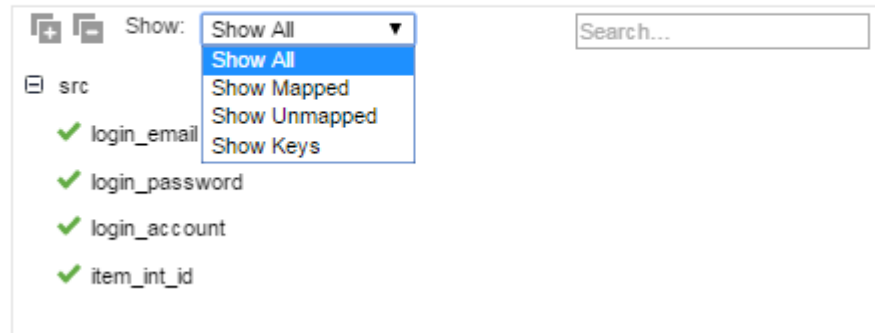 Show: Show All
Search...
Show All
Show Mapped
Show Unmapped
Show Keys
src
login_email
login_password
login_account
item_int_id